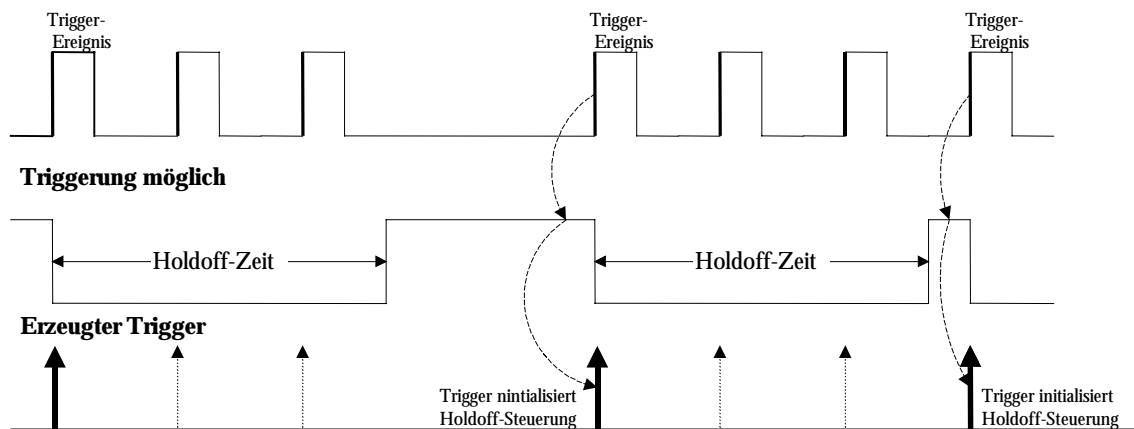 Trigger-
Ereignis
Trigger-
Ereignis
Trigger-
Ereignis
Triggerung möglich
Holdoff-Zeit
Holdoff-Zeit
Erzeugter Trigger
Trigger nintialisiert
Holdoff-Steuerung
Trigger initialisiert
Holdoff-Steuerung